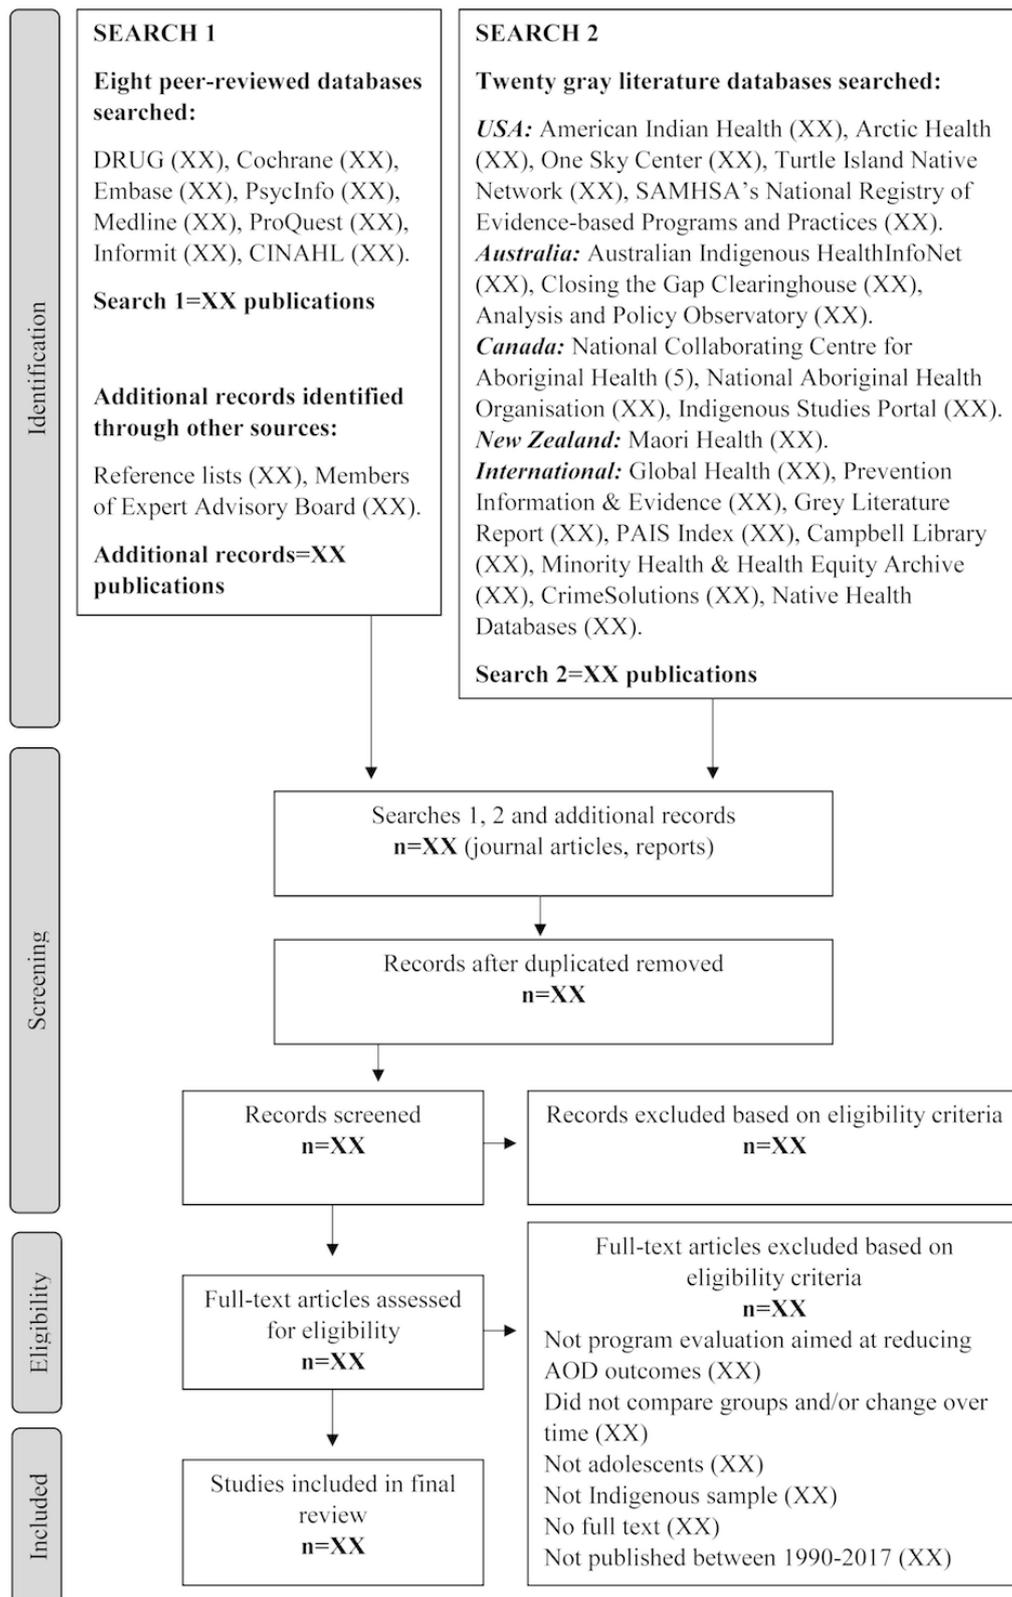 Identification
SEARCH 1
Eight peer-reviewed databases
searched:
DRUG (XX), Cochrane (XX),
Embase (XX), PsycInfo (XX),
Medline (XX), ProQuest (XX),
Informit (XX), CINAHL (XX).
Search 1=XX publications
Additional records identified
through other sources:
Reference lists (XX), Members
of Expert Advisory Board (XX).
Additional records=XX
publications
SEARCH 2
Twenty gray literature databases searched:
USA: American Indian Health (XX), Arctic Health
(XX), One Sky Center (XX), Turtle Island Native
Network (XX), SAMHSA’s National Registry of
Evidence-based Programs and Practices (XX).
Australia: Australian Indigenous HealthInfoNet
(XX), Closing the Gap Clearinghouse (XX),
Analysis and Policy Observatory (XX).
Canada: National Collaborating Centre for
Aboriginal Health (5), National Aboriginal Health
Organisation (XX), Indigenous Studies Portal (XX).
New Zealand: Maori Health (XX).
International: Global Health (XX), Prevention
Information & Evidence (XX), Grey Literature
Report (XX), PAIS Index (XX), Campbell Library
(XX), Minority Health & Health Equity Archive
(XX), CrimeSolutions (XX), Native Health
Databases (XX).
Search 2=XX publications
Screening
Searches 1, 2 and additional records
n=XX (journal articles, reports)
Records after duplicated removed
n=XX
Records screened
n=XX
Records excluded based on eligibility criteria
n=XX
Eligibility
Full-text articles assessed
for eligibility
n=XX
Full-text articles excluded based on
eligibility criteria
n=XX
Not program evaluation aimed at reducing
AOD outcomes (XX)
Did not compare groups and/or change over
time (XX)
Not adolescents (XX)
Not Indigenous sample (XX)
No full text (XX)
Not published between 1990-2017 (XX)
Included
Studies included in final
review
n=XX